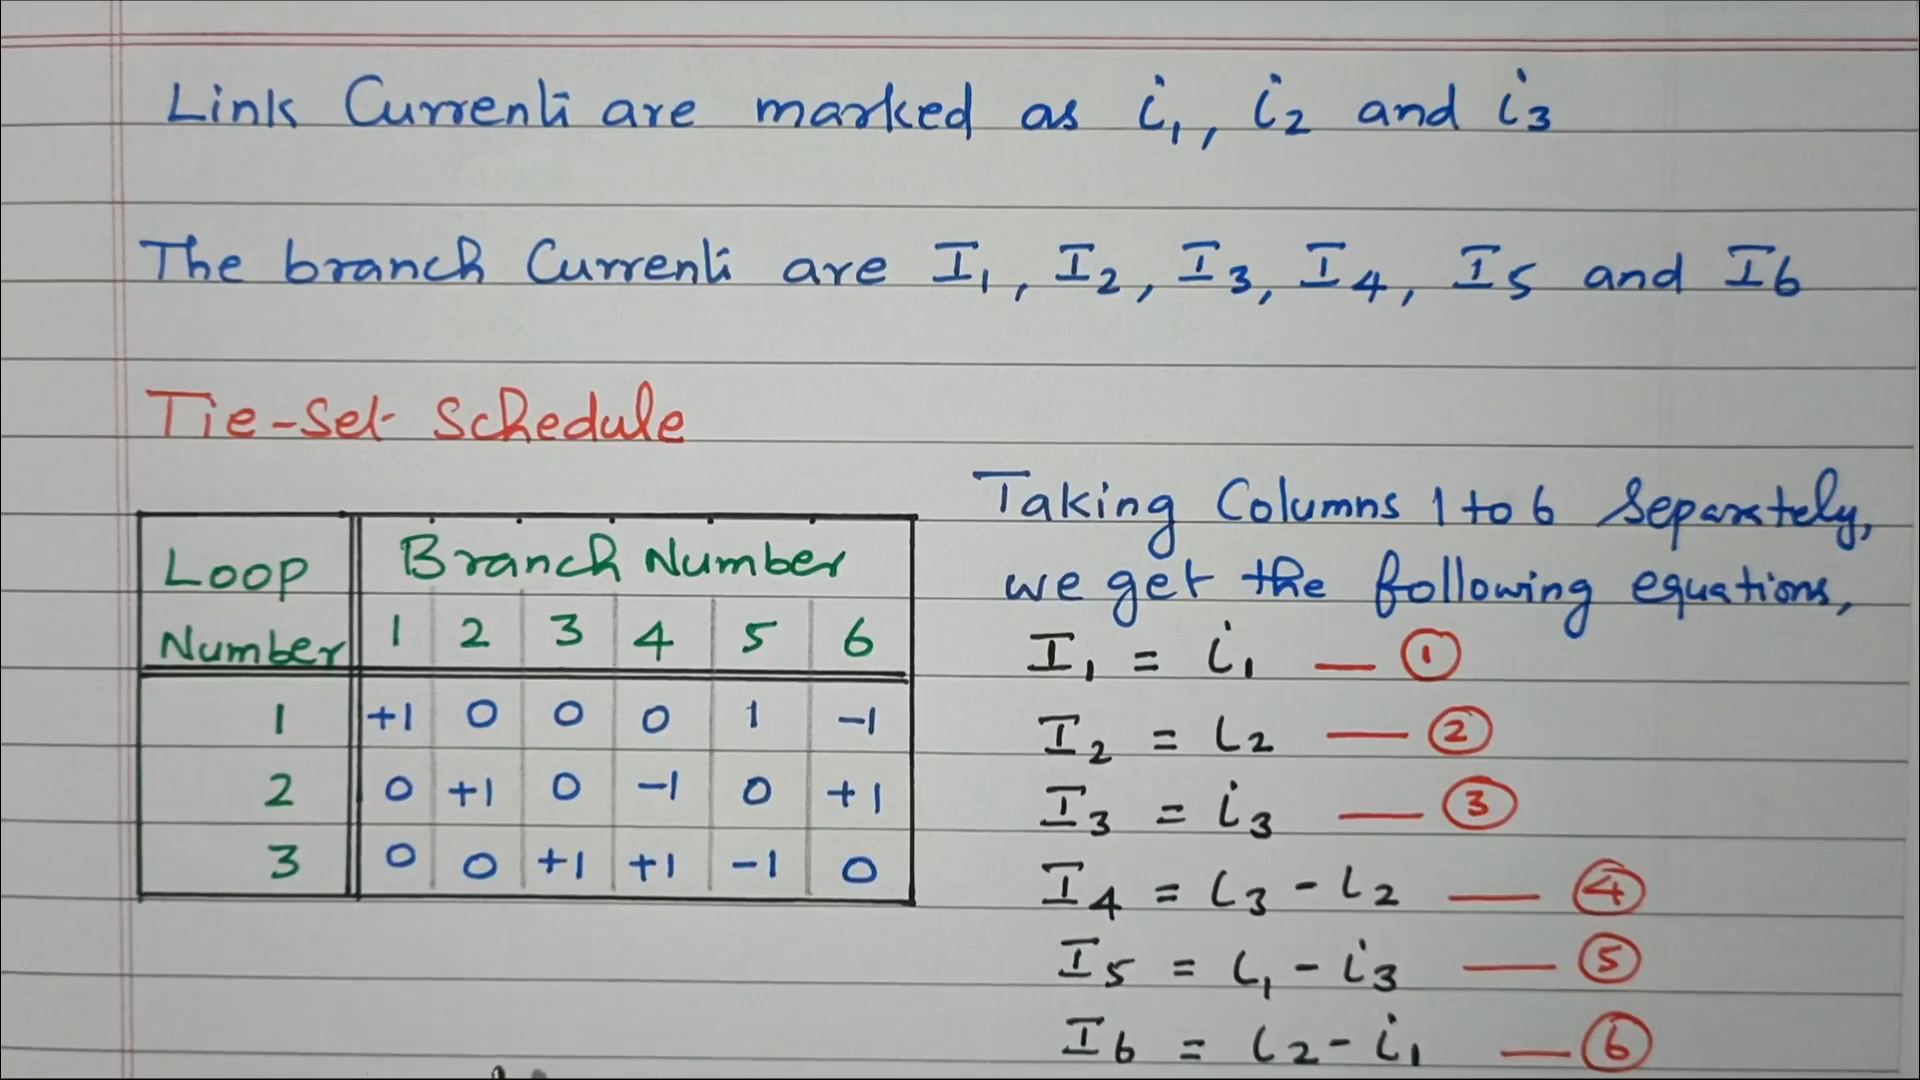 Link Currents are marked as i₁, i₂ and i₃
The branch Currents are I₁, I₂, I₃, I₄, I₅ and I₆
Tie-Set Schedule
Loop Number | Branch Number
1 2 3 4 5 6
1 +1 0 0 0 1 -1
2 0 +1 0 -1 0 +1
3 0 0 +1 +1 -1 0
Taking Columns 1 to 6 Separately,
we get the following equations,
I₁ = i₁ — ①
I₂ = i₂ — ②
I₃ = i₃ — ③
I₄ = i₃ - i₂ — ④
I₅ = i₁ - i₃ — ⑤
I₆ = i₂ - i₁ — ⑥